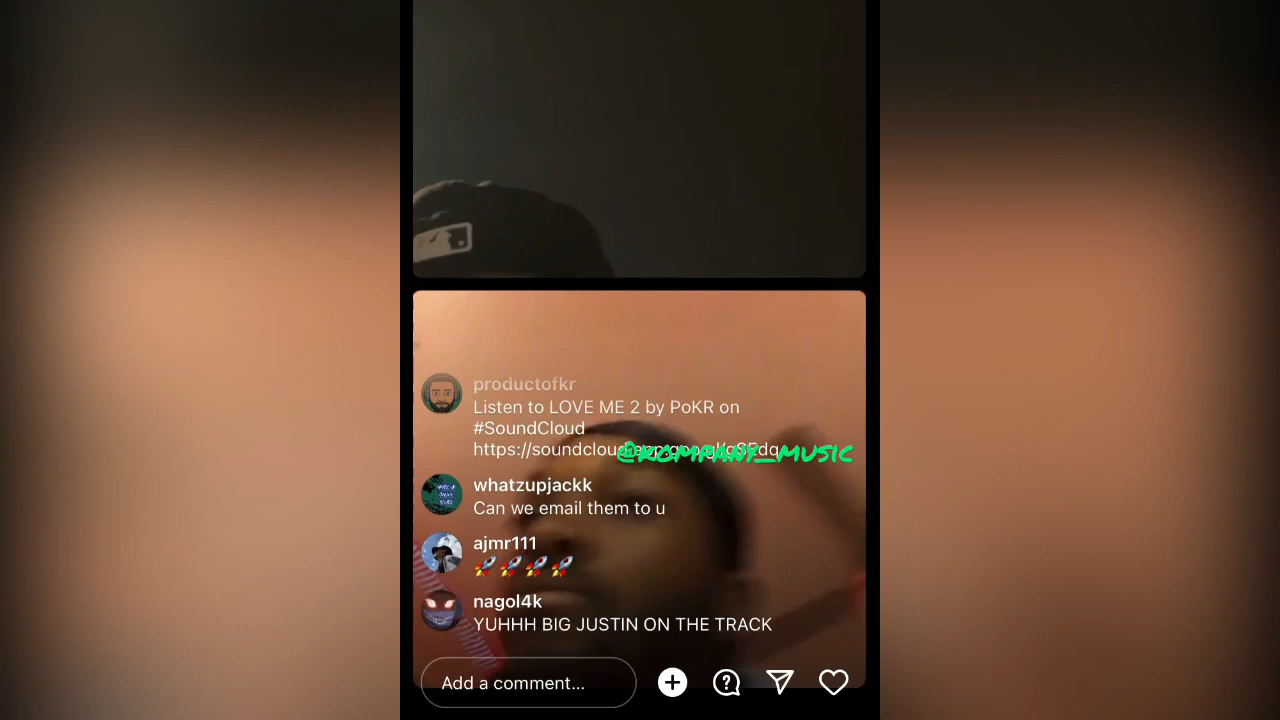 productofkr
Listen to LOVE ME 2 by PoKR on
#SoundCloud
@KOMPANY_MUSIC
whatzupjackk
Can we email them to u
ajmr111
🚀🚀🚀🚀
nagol4k
YUHHH BIG JUSTIN ON THE TRACK
Add a comment...